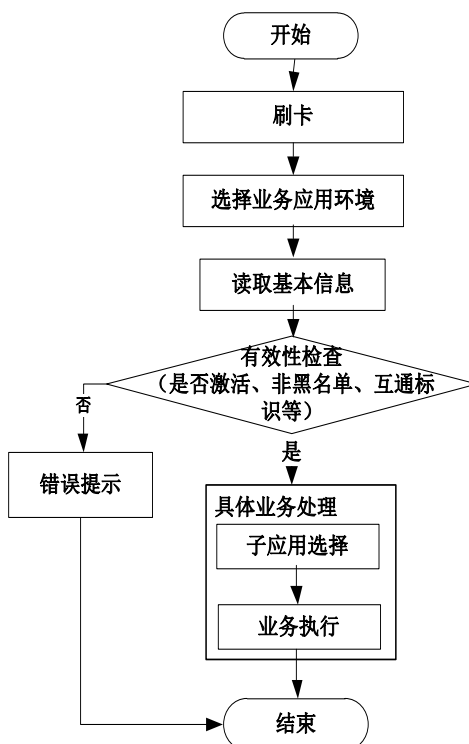 开始
刷卡
选择业务应用环境
读取基本信息
有效性检查
（是否激活、非黑名单、互通标
识等）
否
是
错误提示
具体业务处理
子应用选择
业务执行
结束